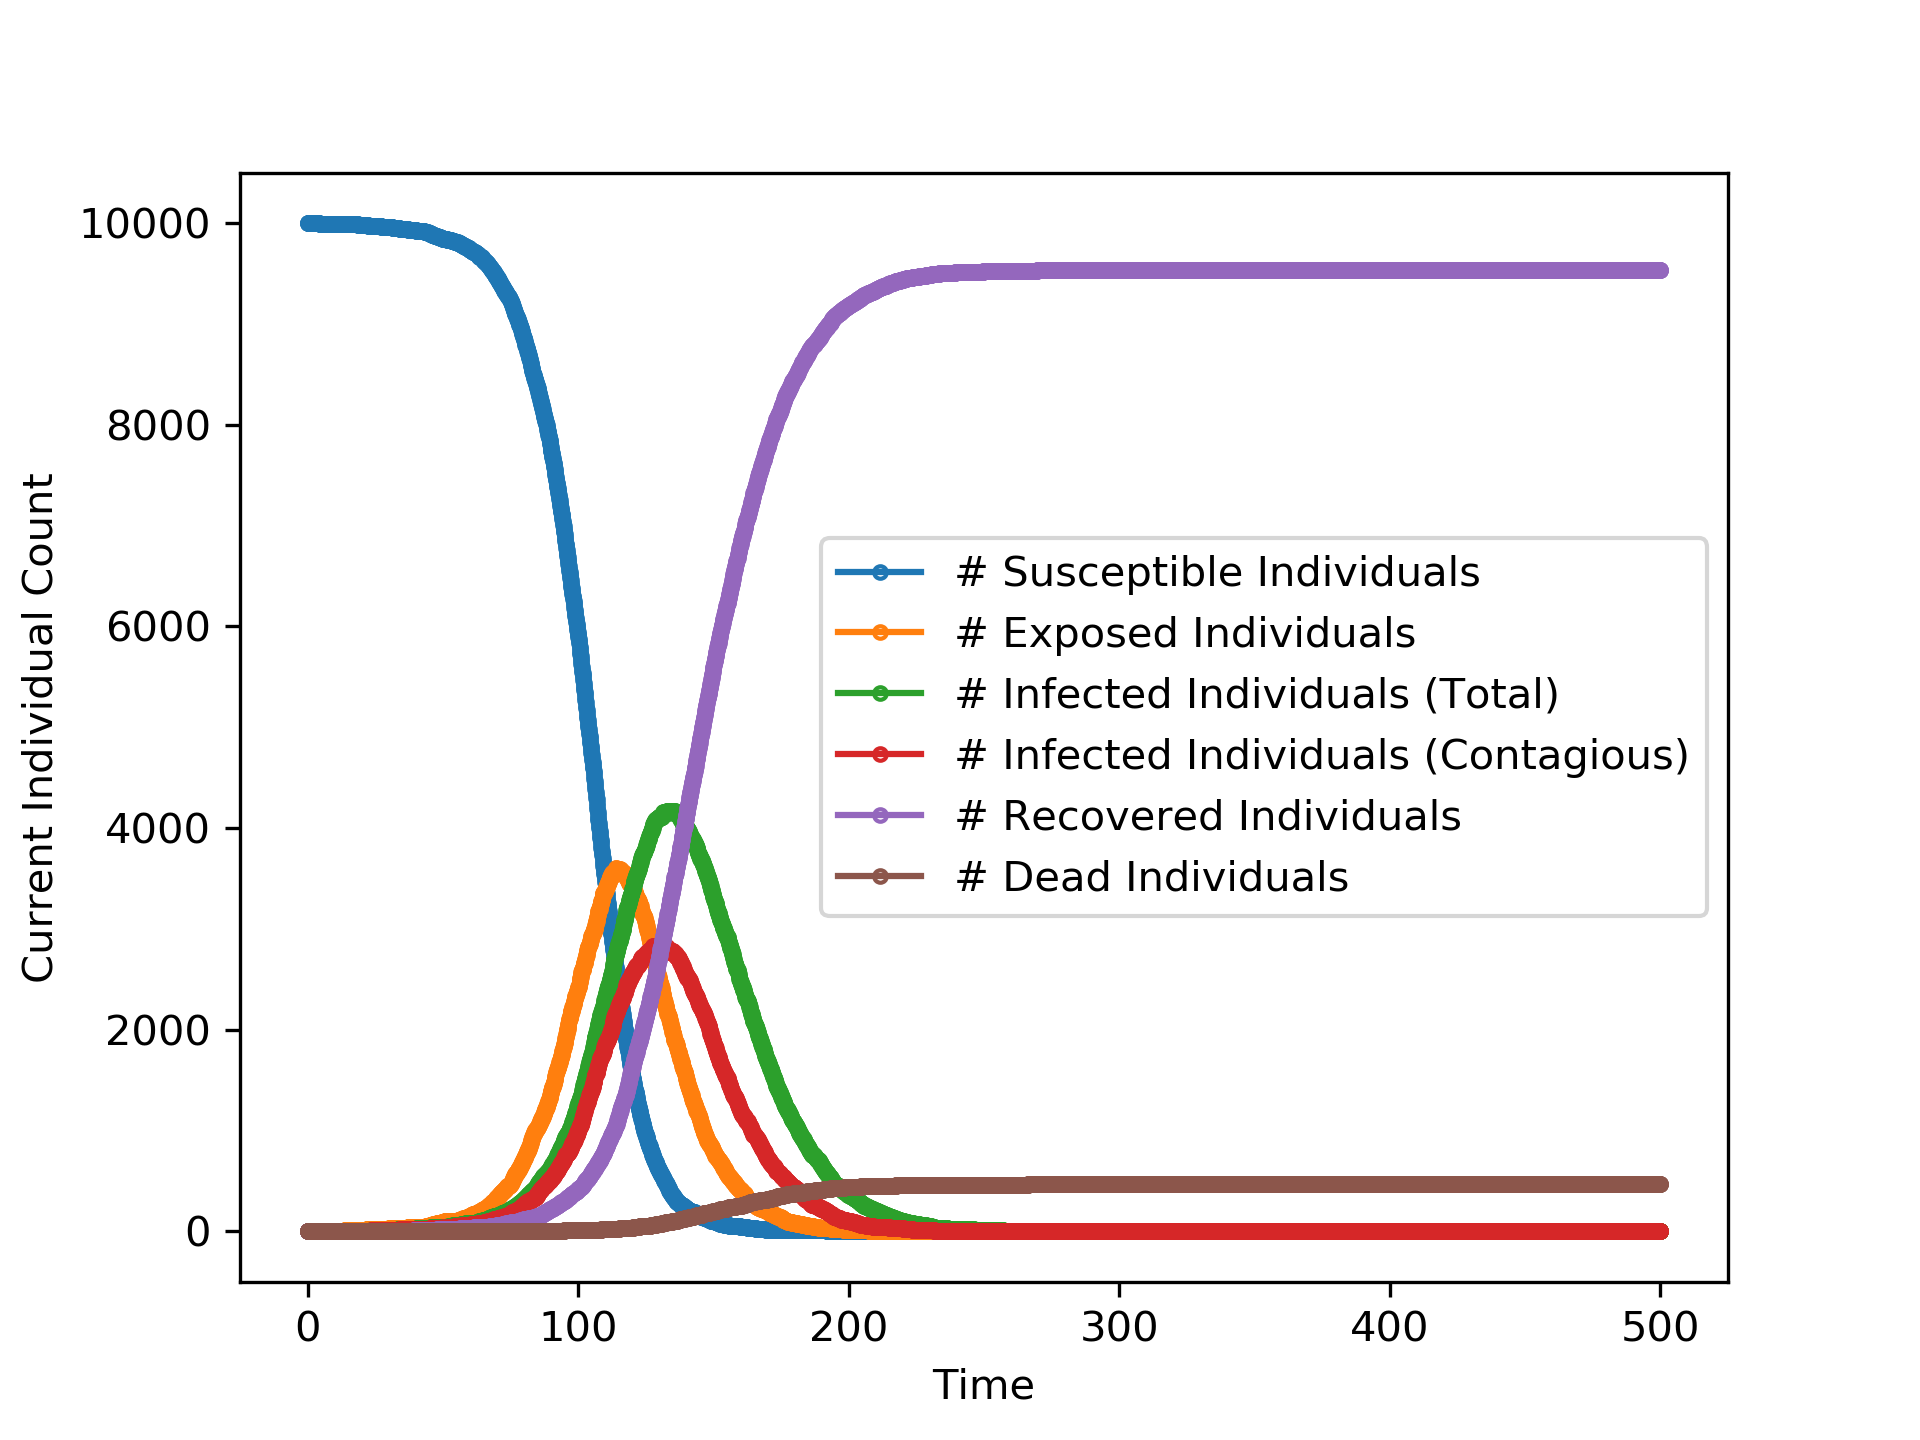 10000
8000
6000
4000
2000
0
Current Individual Count
# Susceptible Individuals
# Exposed Individuals
# Infected Individuals (Total)
# Infected Individuals (Contagious)
# Recovered Individuals
# Dead Individuals
0 100 200 300 400 500
Time